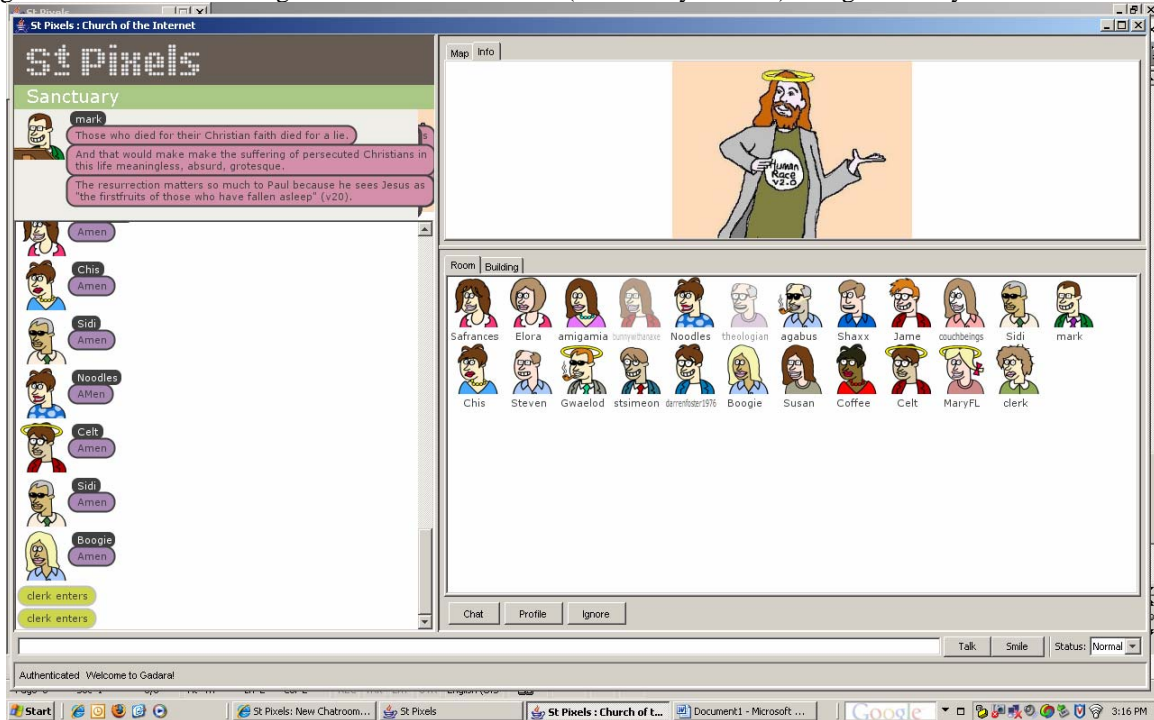 St Pixels
St Pixels : Church of the Internet
St Pixels
Sanctuary
mark
Those who died for their Christian faith died for a lie.
And that would make make the suffering of persecuted Christians in
this life meaningless, absurd, grotesque.
The resurrection matters so much to Paul because he sees Jesus as
"the firstfruits of those who have fallen asleep" (v20).
Amen
Chis
Amen
Sidi
Amen
Noodles
AMen
Celt
Amen
Sidi
Amen
Boogie
Amen
clerk enters
clerk enters
Map Info
Human
Race
v2.0
Room Building
Safrances Elora amigamia bunnywithanaxe Noodles theologian agabus Shaxx Jame couchbeings Sidi mark
Chis Steven Gwaelod stsimeon darrenfoster1976 Boogie Susan Coffee Celt MaryFL clerk
Chat Profile Ignore
Talk Smile Status: Normal
Authenticated Welcome to Gadara!
Start St Pixels: New Chatroom... St Pixels St Pixels : Church of t... Document1 - Microsoft ... Google 3:16 PM